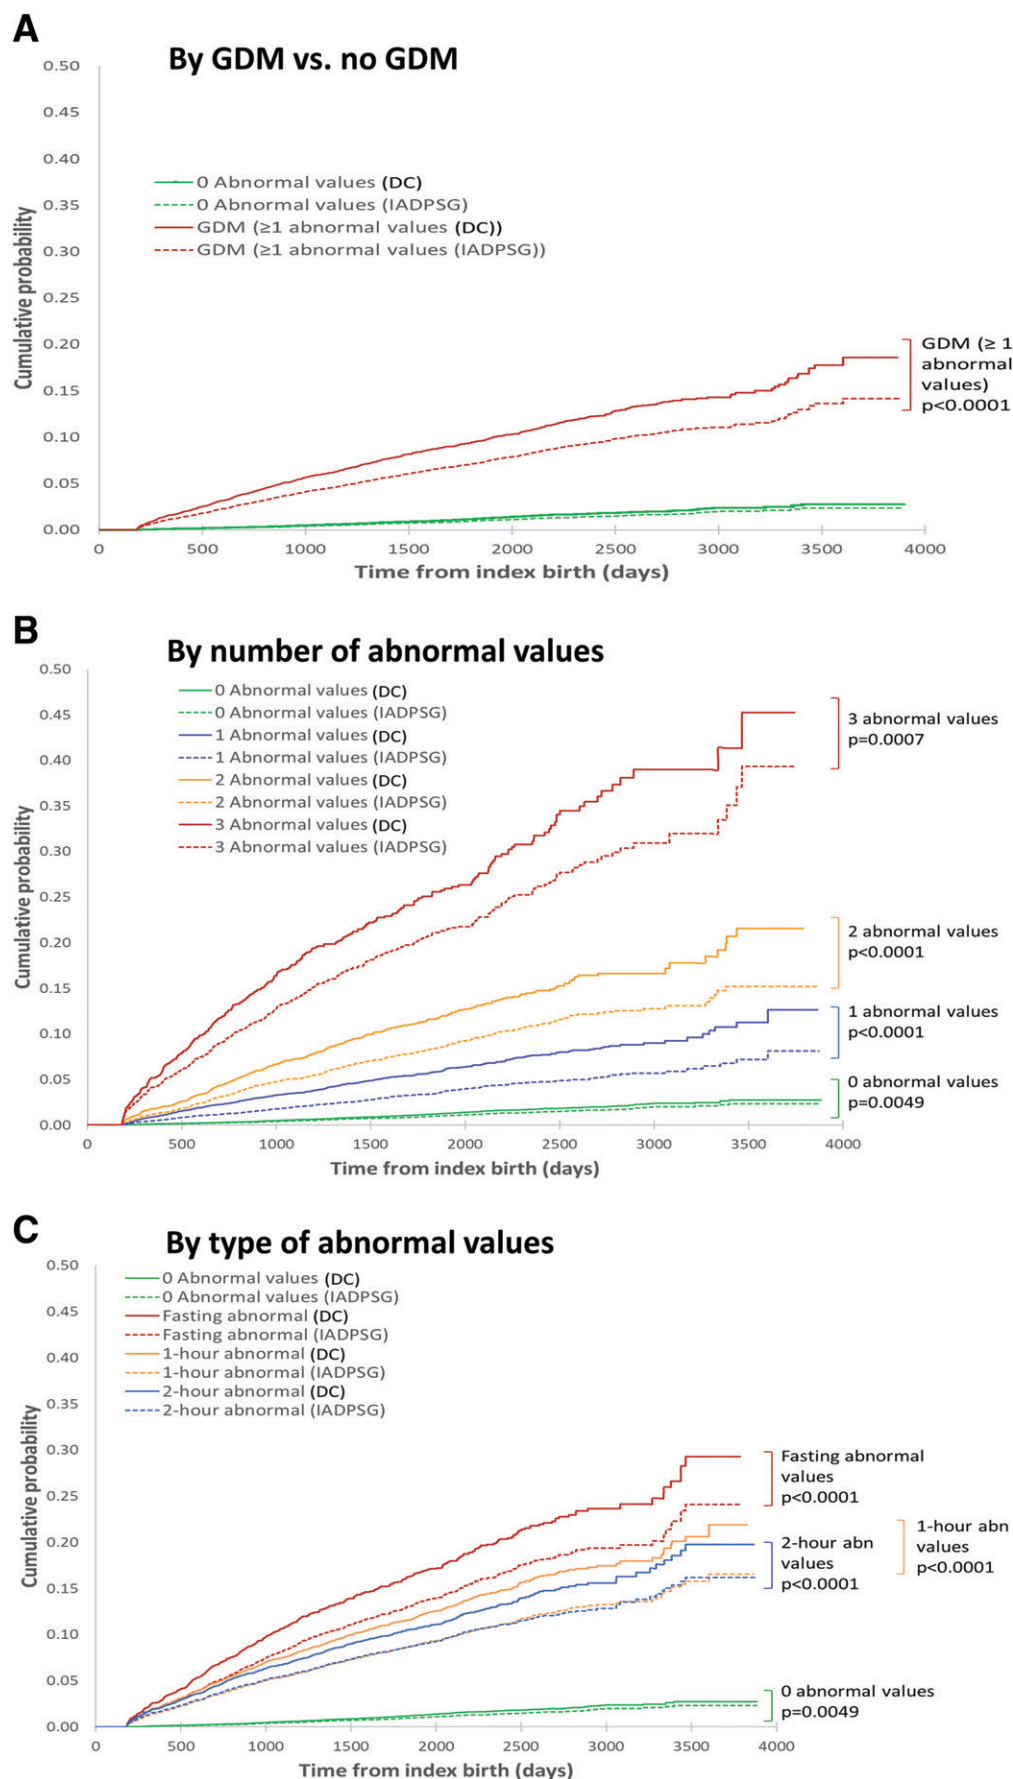 A
By GDM vs. no GDM
0.50
0.45
0.40
0.35
0.30
0.25
0.20
0.15
0.10
0.05
0.00
Cumulative probability
0 Abnormal values (DC)
0 Abnormal values (IADPSG)
GDM (≥1 abnormal values (DC))
GDM (≥1 abnormal values (IADPSG))
GDM (≥ 1
abnormal
values)
p<0.0001
0 500 1000 1500 2000 2500 3000 3500 4000
Time from index birth (days)
B
By number of abnormal values
0.50
0.45
0.40
0.35
0.30
0.25
0.20
0.15
0.10
0.05
0.00
Cumulative probability
0 Abnormal values (DC)
0 Abnormal values (IADPSG)
1 Abnormal values (DC)
1 Abnormal values (IADPSG)
2 Abnormal values (DC)
2 Abnormal values (IADPSG)
3 Abnormal values (DC)
3 Abnormal values (IADPSG)
3 abnormal values
p=0.0007
2 abnormal values
p<0.0001
1 abnormal values
p<0.0001
0 abnormal values
p=0.0049
0 500 1000 1500 2000 2500 3000 3500 4000
Time from index birth (days)
C
By type of abnormal values
0.50
0.45
0.40
0.35
0.30
0.25
0.20
0.15
0.10
0.05
0.00
Cumulative probability
0 Abnormal values (DC)
0 Abnormal values (IADPSG)
Fasting abnormal (DC)
Fasting abnormal (IADPSG)
1-hour abnormal (DC)
1-hour abnormal (IADPSG)
2-hour abnormal (DC)
2-hour abnormal (IADPSG)
Fasting abnormal
values
p<0.0001
2-hour abn
values
p<0.0001
1-hour abn
values
p<0.0001
0 abnormal values
p=0.0049
0 500 1000 1500 2000 2500 3000 3500 4000
Time from index birth (days)